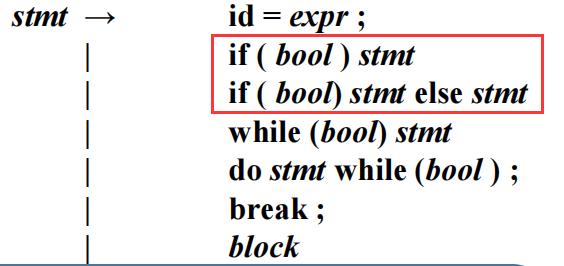 stmt → id = expr ;
| if ( bool ) stmt
| if ( bool) stmt else stmt
| while (bool) stmt
| do stmt while (bool ) ;
| break ;
| block